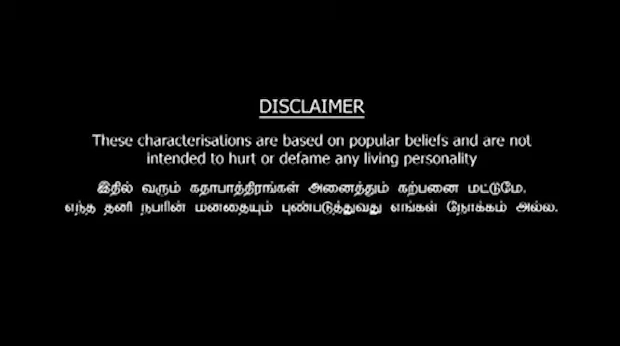 DISCLAIMER
These characterisations are based on popular beliefs and are not
intended to hurt or defame any living personality
இதில் வரும் கதாபாத்திரங்கள் அனைத்தும் கற்பனை மட்டுமே.
எந்த தனி நபரின் மனதையும் புண்படுத்துவது எங்கள் நோக்கம் அல்ல.